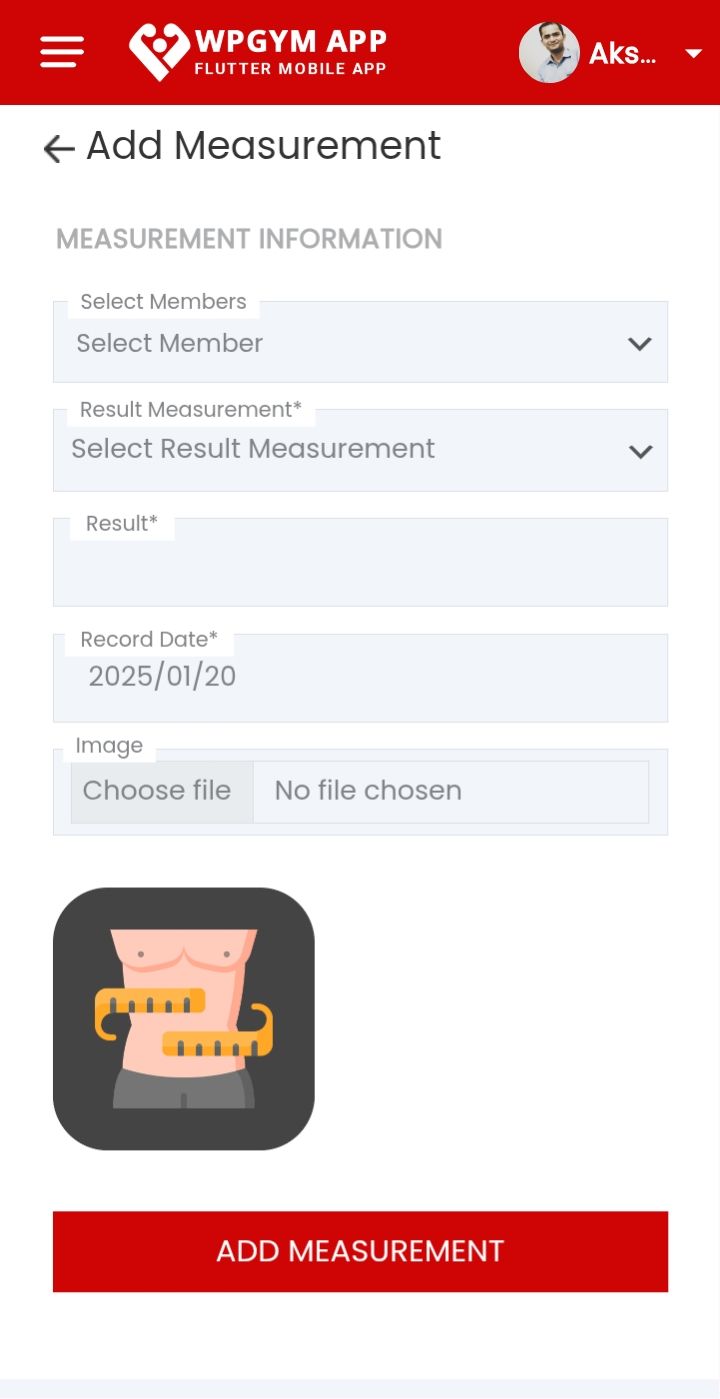 WPGYM APP
FLUTTER MOBILE APP
Aks...
Add Measurement
MEASUREMENT INFORMATION
Select Members
Select Member
Result Measurement*
Select Result Measurement
Result*
Record Date*
2025/01/20
Image
Choose file
No file chosen
ADD MEASUREMENT